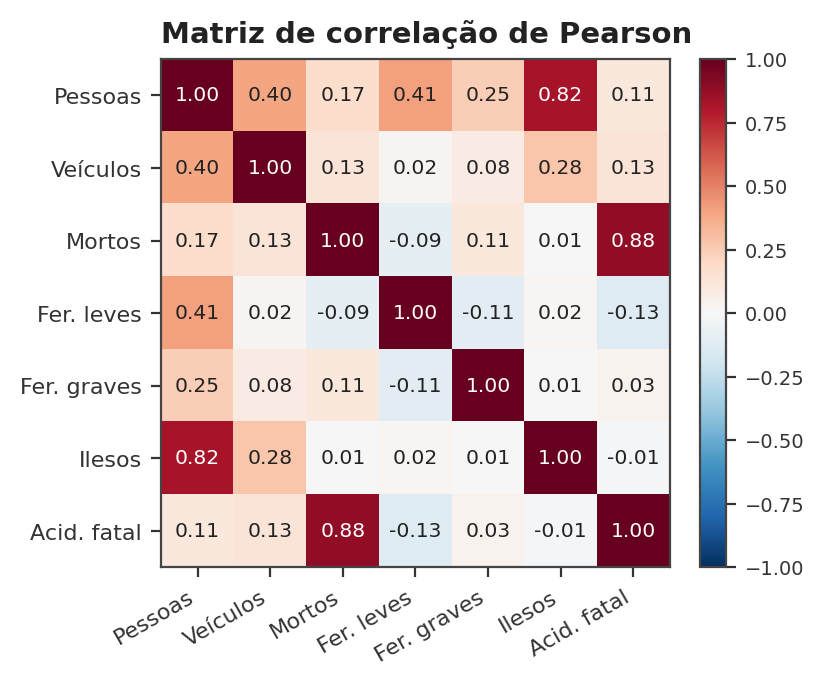 Matriz de correlação de Pearson
Pessoas 1.00 0.40 0.17 0.41 0.25 0.82 0.11
Veículos 0.40 1.00 0.13 0.02 0.08 0.28 0.13
Mortos 0.17 0.13 1.00 -0.09 0.11 0.01 0.88
Fer. leves 0.41 0.02 -0.09 1.00 -0.11 0.02 -0.13
Fer. graves 0.25 0.08 0.11 -0.11 1.00 0.01 0.03
Ilesos 0.82 0.28 0.01 0.02 0.01 1.00 -0.01
Acid. fatal 0.11 0.13 0.88 -0.13 0.03 -0.01 1.00
Pessoas Veículos Mortos Fer. leves Fer. graves Ilesos Acid. fatal
1.00
0.75
0.50
0.25
0.00
−0.25
−0.50
−0.75
−1.00